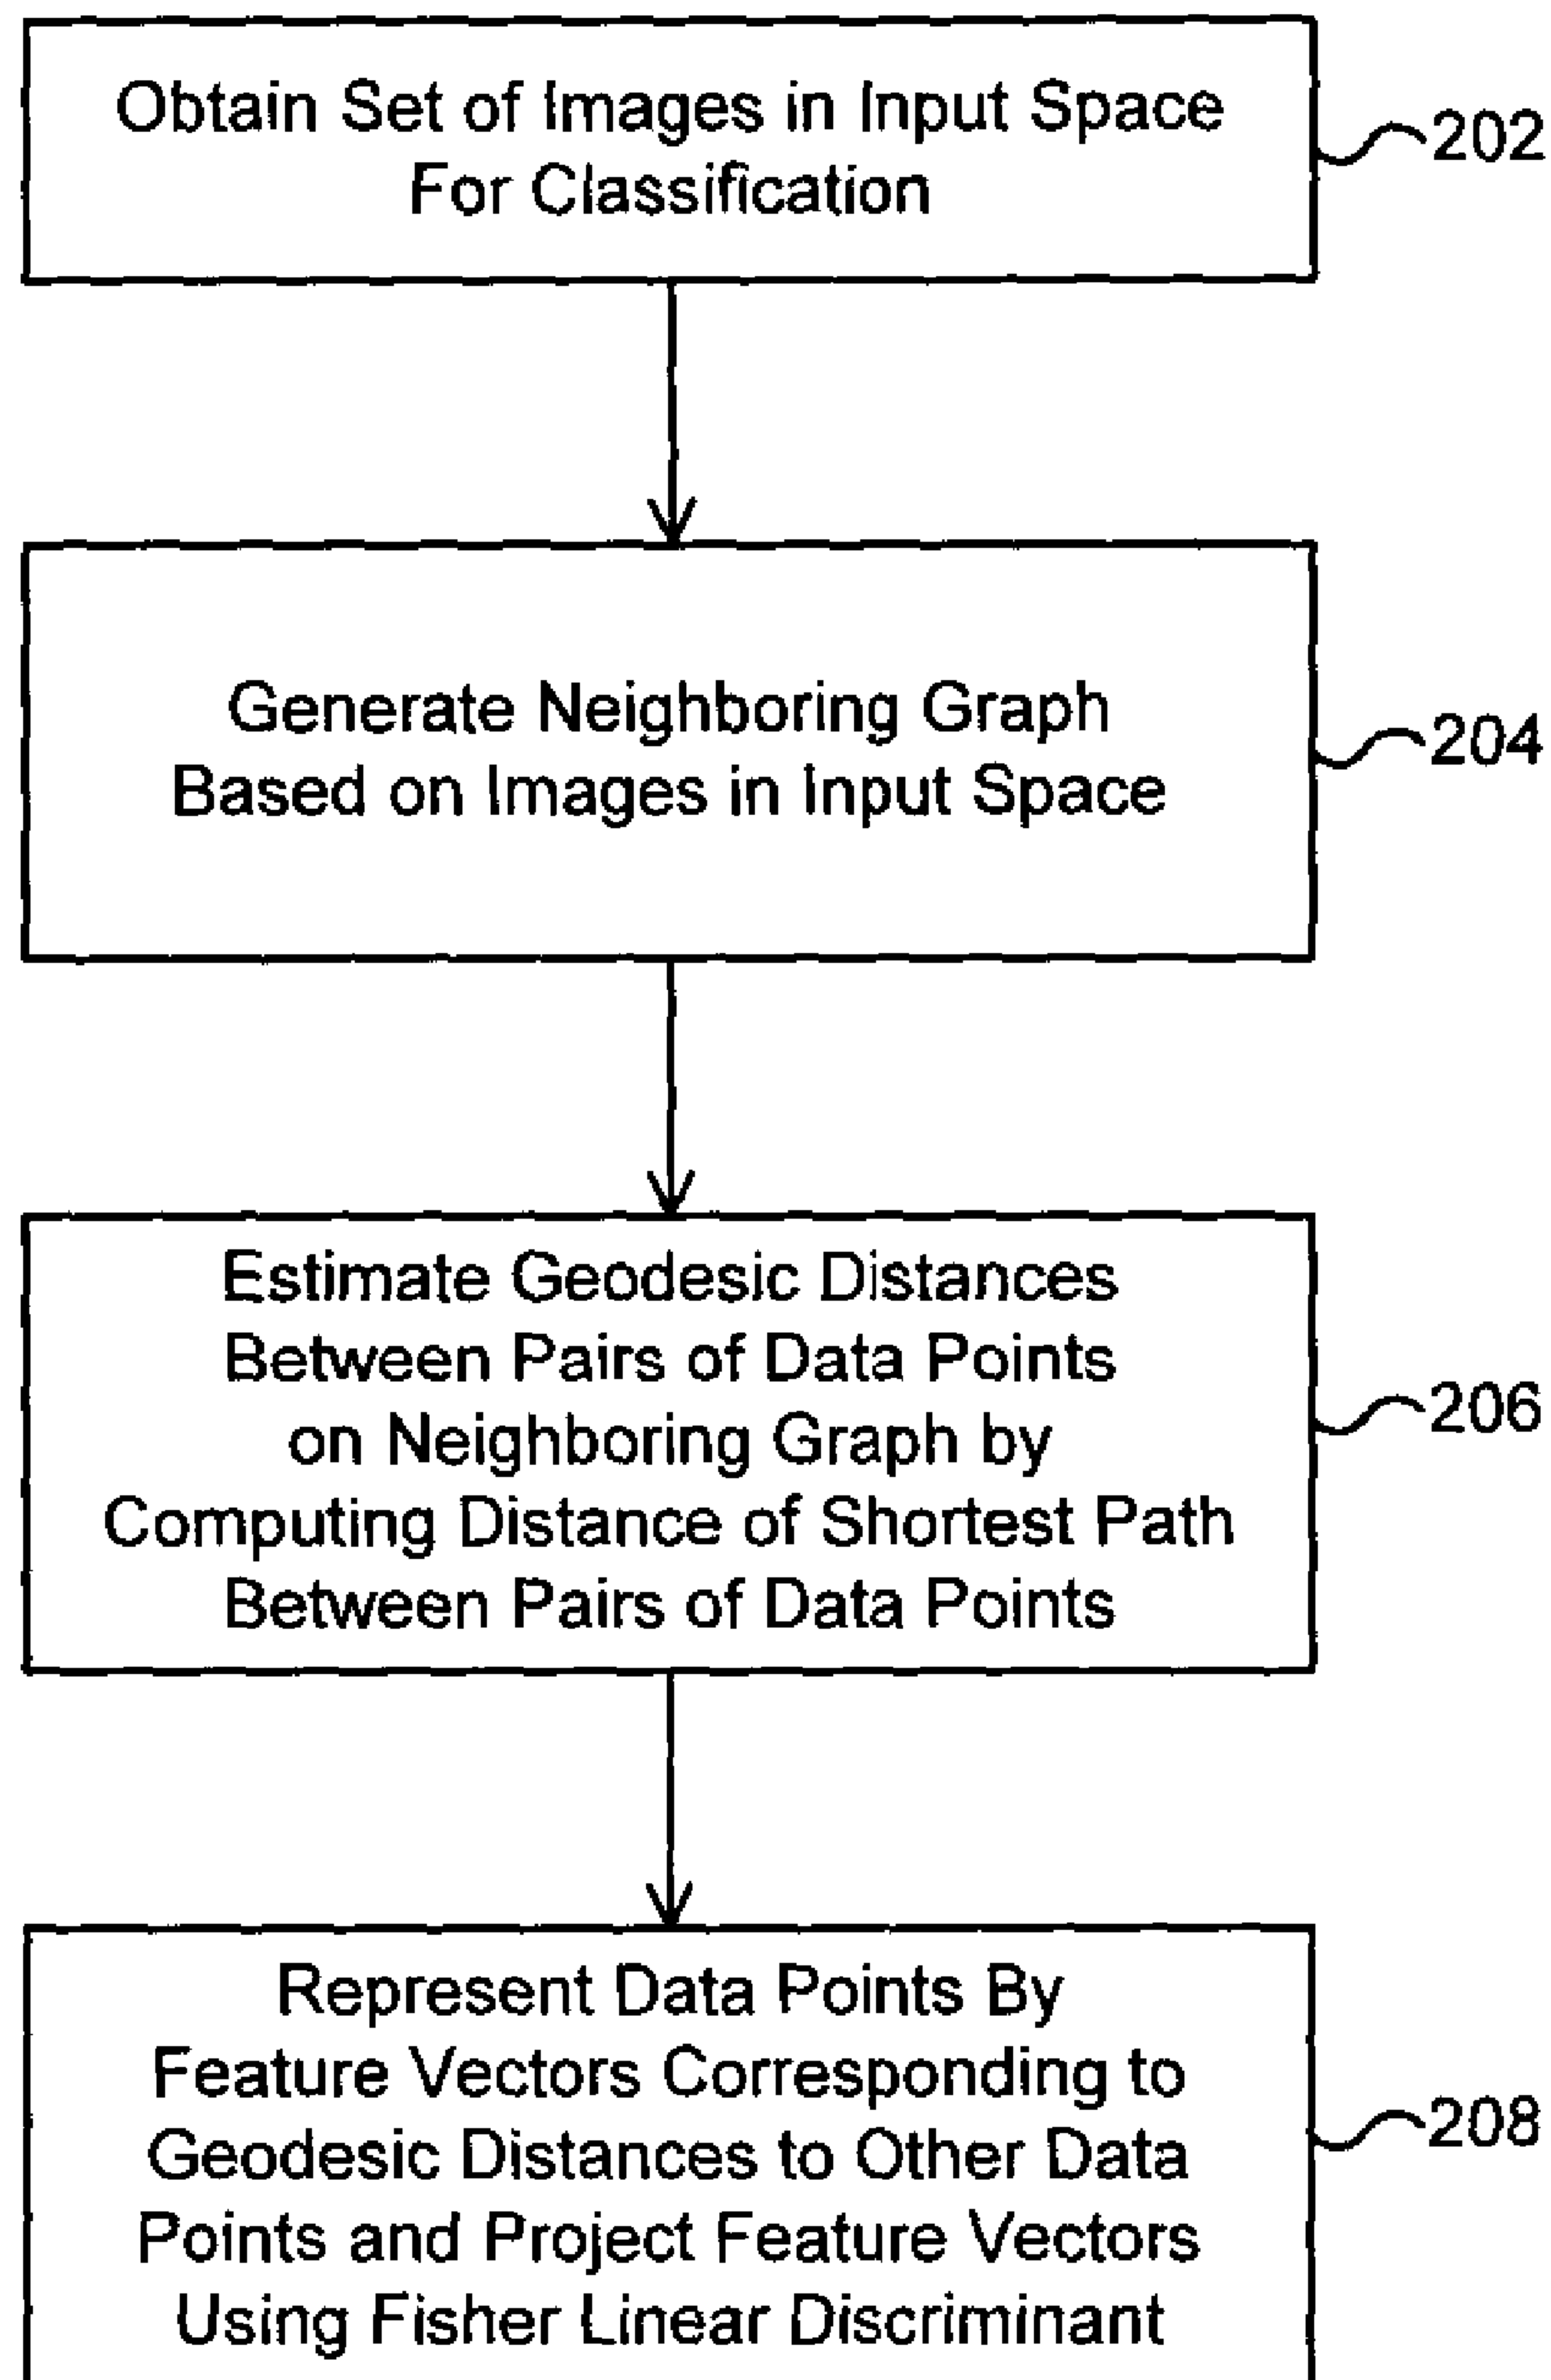 Obtain Set of Images in Input Space
For Classification
202
Generate Neighboring Graph
Based on Images in Input Space
204
Estimate Geodesic Distances
Between Pairs of Data Points
on Neighboring Graph by
Computing Distance of Shortest Path
Between Pairs of Data Points
206
Represent Data Points By
Feature Vectors Corresponding to
Geodesic Distances to Other Data
Points and Project Feature Vectors
Using Fisher Linear Discriminant
208